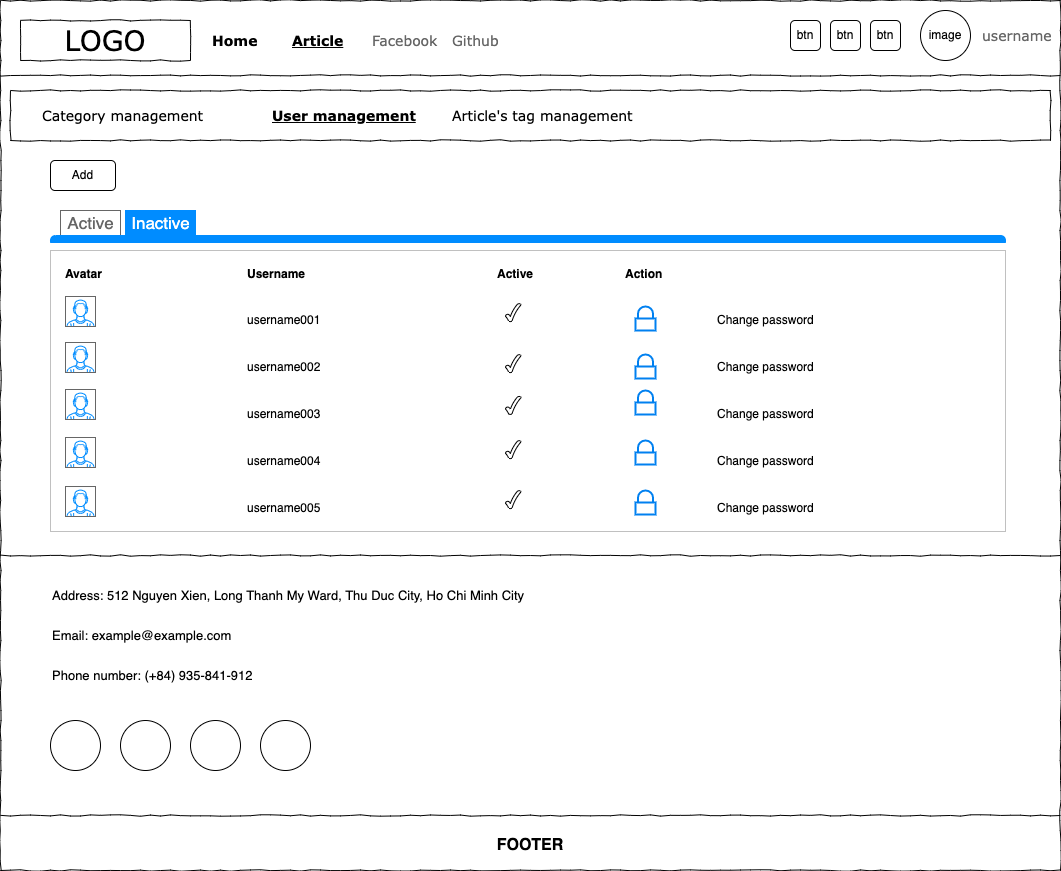 LOGO Home Article Facebook Github btn btn btn image username
Category management User management Article's tag management
Add
Active Inactive
Avatar Username Active Action
username001 Change password
username002 Change password
username003 Change password
username004 Change password
username005 Change password
Address: 512 Nguyen Xien, Long Thanh My Ward, Thu Duc City, Ho Chi Minh City
Email: example@example.com
Phone number: (+84) 935-841-912
FOOTER